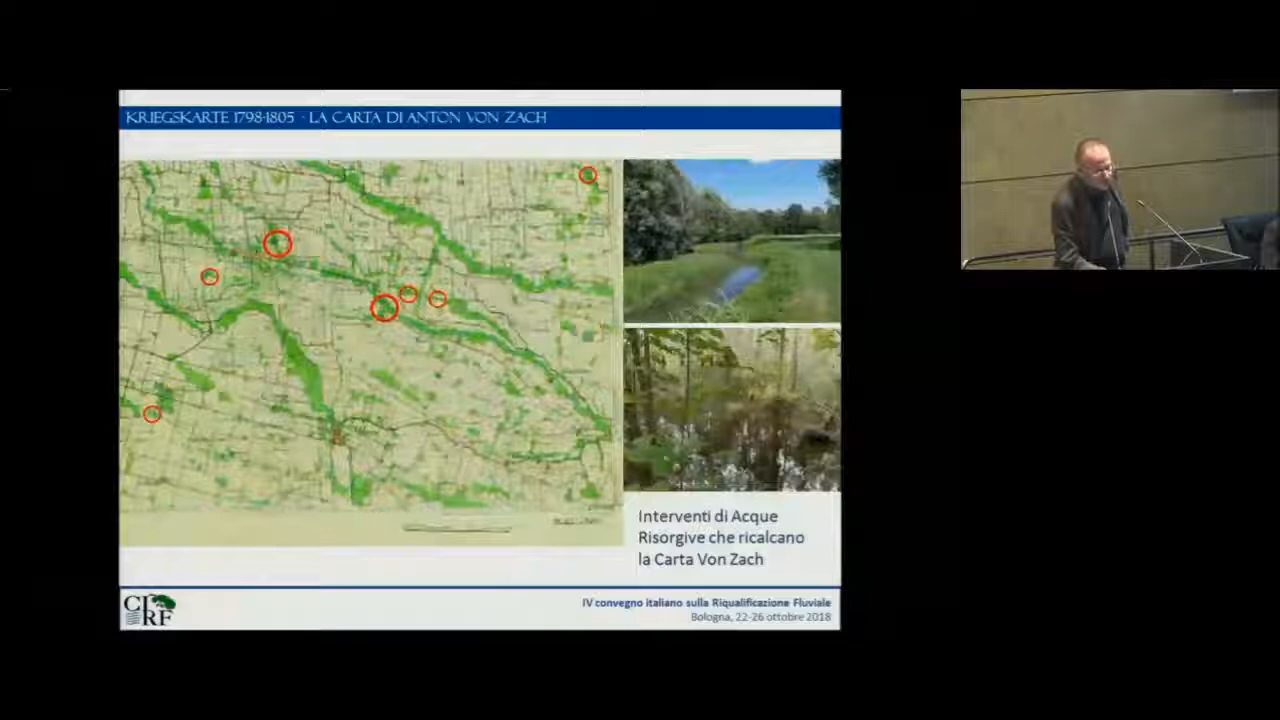 KRIEGSKARTE 1798-1805 - LA CARTA DI ANTON VON ZACH
Interventi di Acque
Risorgive che ricalcano
la Carta Von Zach
CIRF
IV convegno italiano sulla Riqualificazione Fluviale
Bologna, 22-26 ottobre 2018